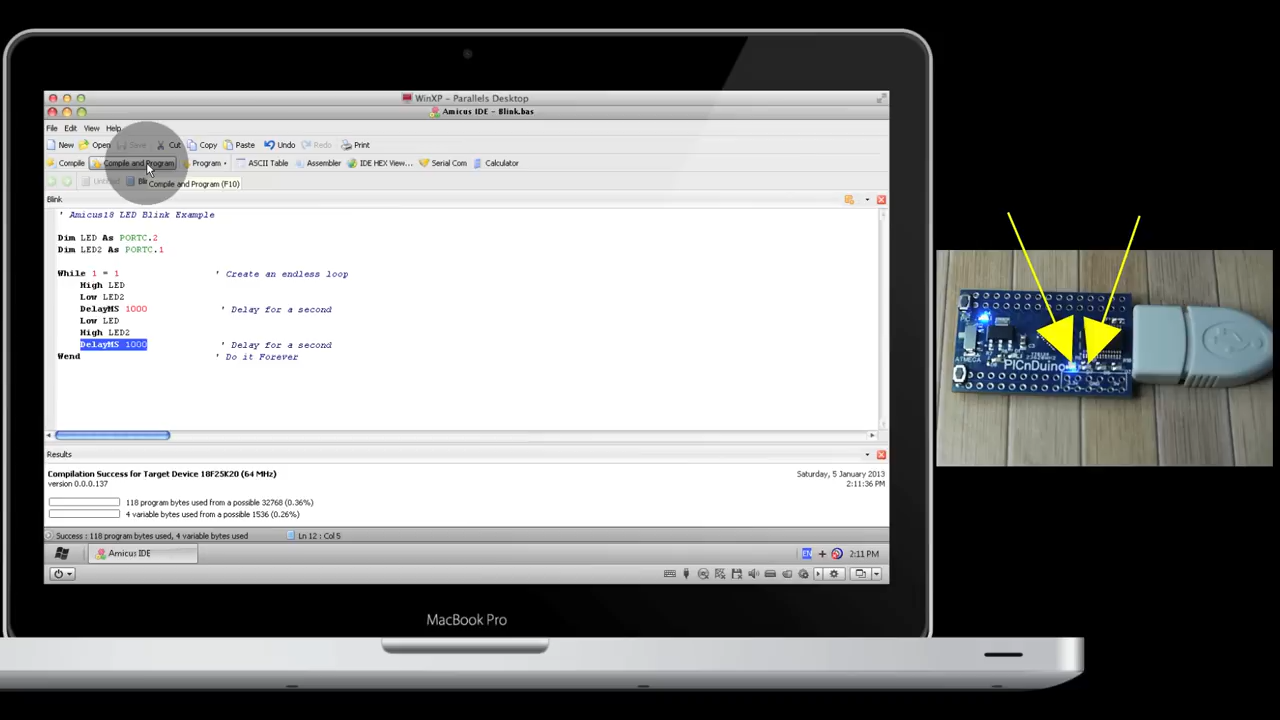 WinXP - Parallels Desktop
Amicus IDE - Blink.bas
File Edit View Help
New Open Save Cut Copy Paste Undo Redo Print
Compile Compile and Program Program ASCII Table Assembler IDE HEX View... Serial Com Calculator
Compile and Program (F10)
Blink
' Amicus18 LED Blink Example
Dim LED As PORTC.2
Dim LED2 As PORTC.1
While 1 = 1 ' Create an endless loop
High LED
Low LED2
DelayMS 1000 ' Delay for a second
Low LED
High LED2
DelayMS 1000 ' Delay for a second
Wend ' Do it Forever
Results
Compilation Success for Target Device 18F25K20 (64 MHz) Saturday, 5 January 2013
version 0.0.0.137 2:11:36 PM
118 program bytes used from a possible 32768 (0.36%)
4 variable bytes used from a possible 1536 (0.26%)
Success : 118 program bytes used, 4 variable bytes used Ln 12 : Col 5
Amicus IDE EN 2:11 PM
MacBook Pro
ATMEGA
PICnDuino